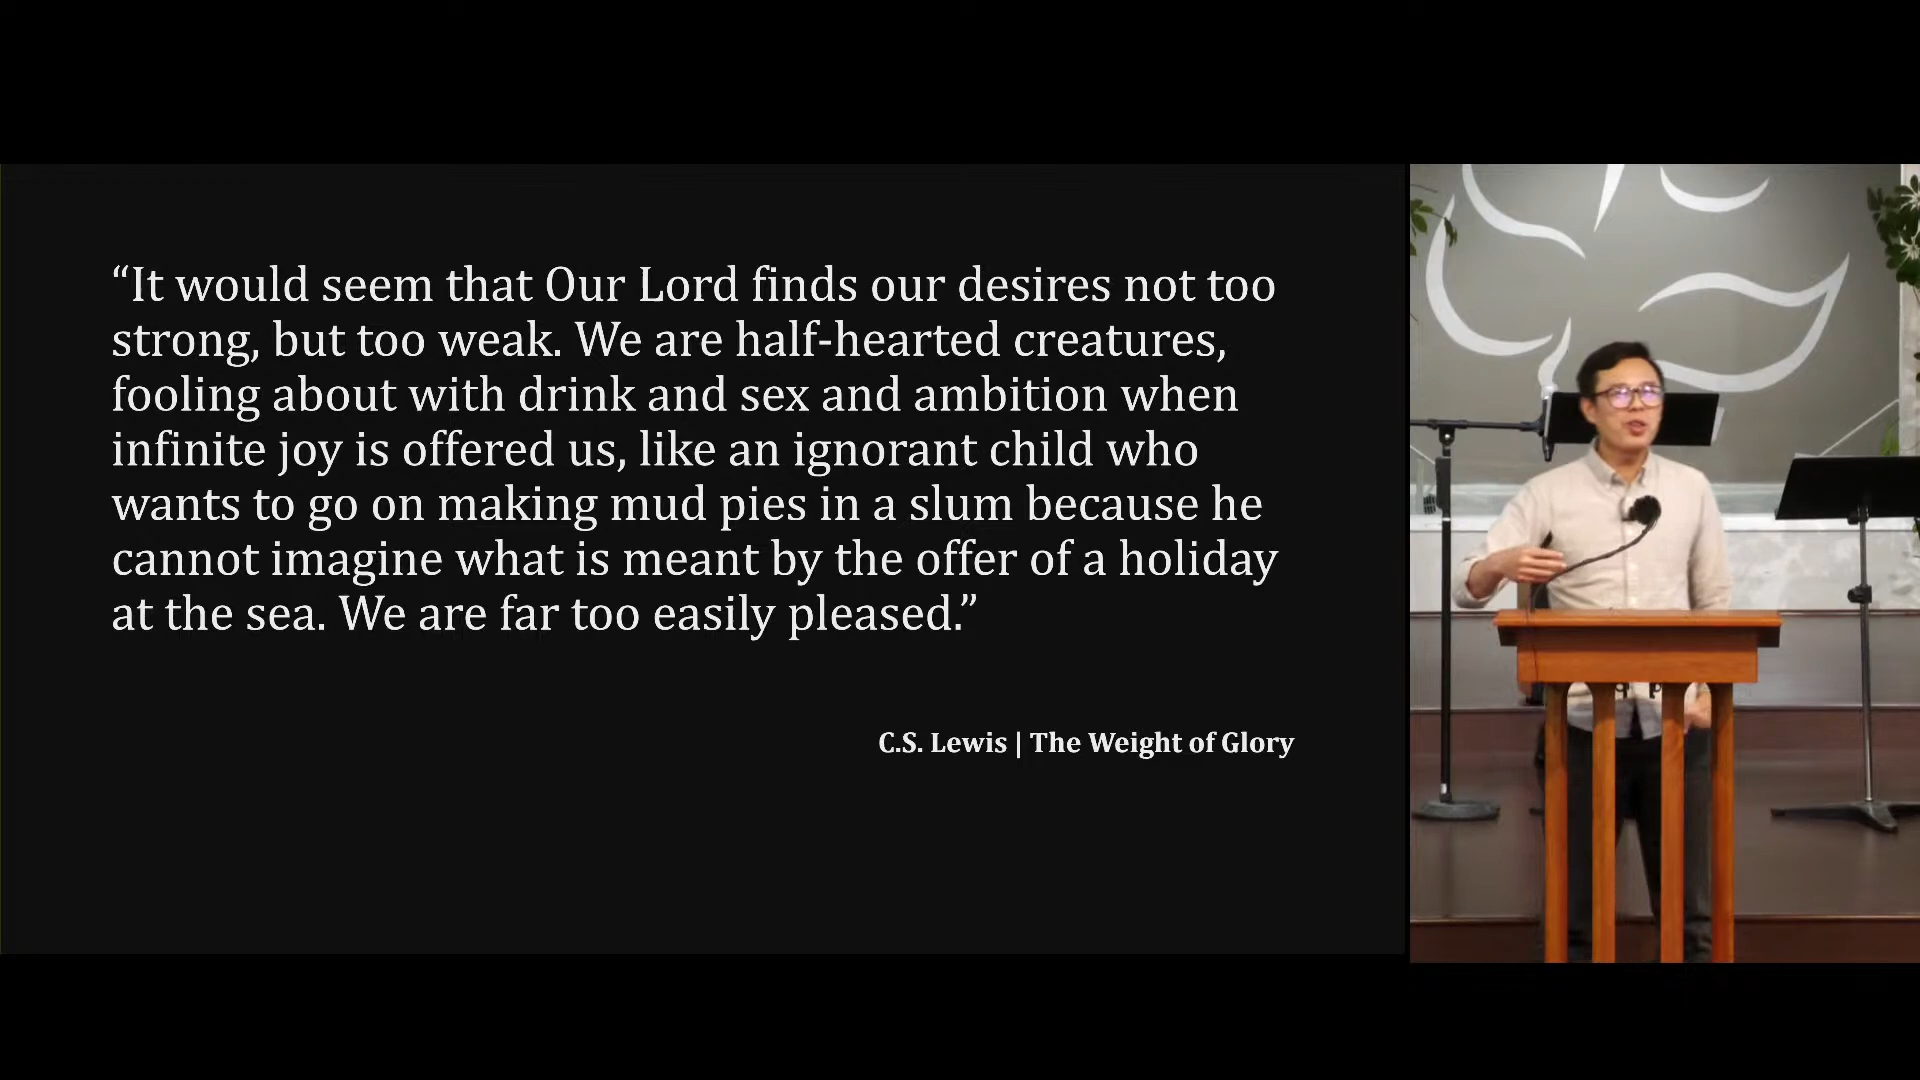 “It would seem that Our Lord finds our desires not too
strong, but too weak. We are half-hearted creatures,
fooling about with drink and sex and ambition when
infinite joy is offered us, like an ignorant child who
wants to go on making mud pies in a slum because he
cannot imagine what is meant by the offer of a holiday
at the sea. We are far too easily pleased.”
C.S. Lewis | The Weight of Glory